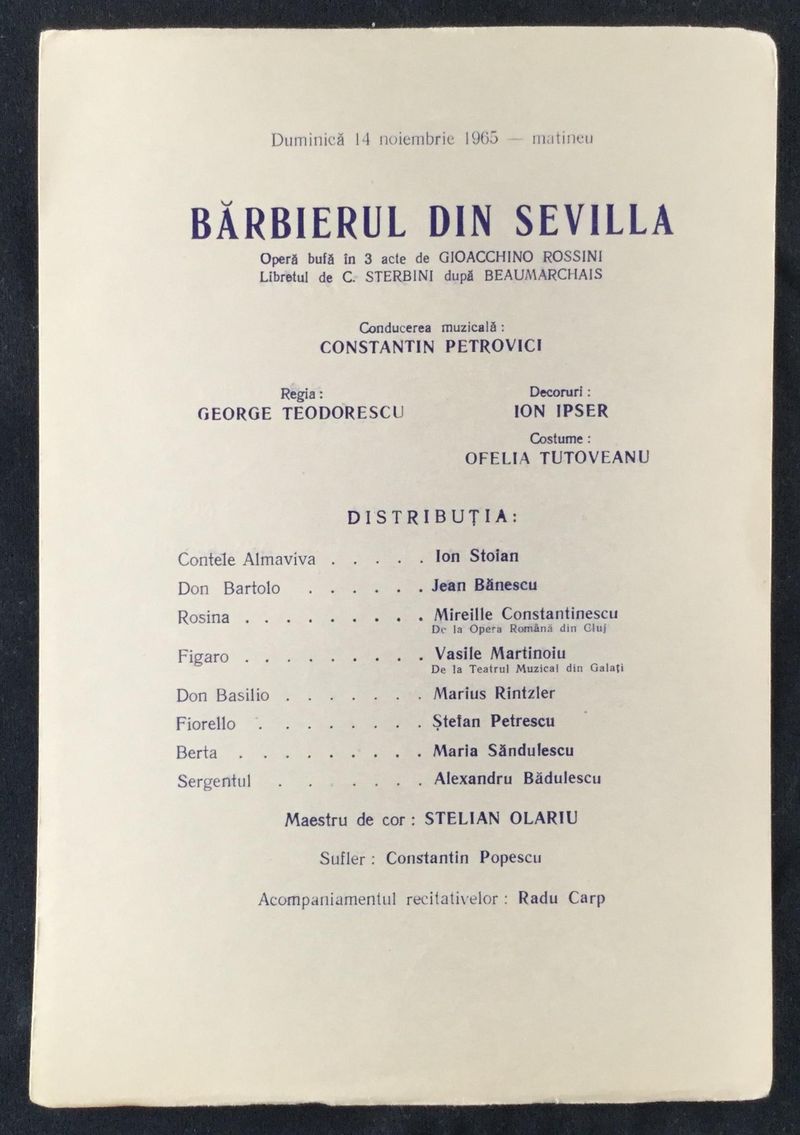 Duminică 14 noiembrie 1965 — matineu
BĂRBIERUL DIN SEVILLA
Operă bufă în 3 acte de GIOACCHINO ROSSINI
Libretul de C. STERBINI după BEAUMARCHAIS
Conducerea muzicală :
CONSTANTIN PETROVICI
Regia :
GEORGE TEODORESCU
Decoruri :
ION IPSER
Costume :
OFELIA TUTOVEANU
DISTRIBUȚIA:
Contele Almaviva . . . . . Ion Stoian
Don Bartolo . . . . . . Jean Bănescu
Rosina . . . . . . . . . Mireille Constantinescu
De la Opera Română din Cluj
Figaro . . . . . . . . . Vasile Martinoiu
De la Teatrul Muzical din Galați
Don Basilio . . . . . . . Marius Rintzler
Fiorello . . . . . . . . Ștefan Petrescu
Berta . . . . . . . . . Maria Săndulescu
Sergentul . . . . . . Alexandru Bădulescu
Maestru de cor : STELIAN OLARIU
Sufler : Constantin Popescu
Acompaniamentul recitativelor : Radu Carp